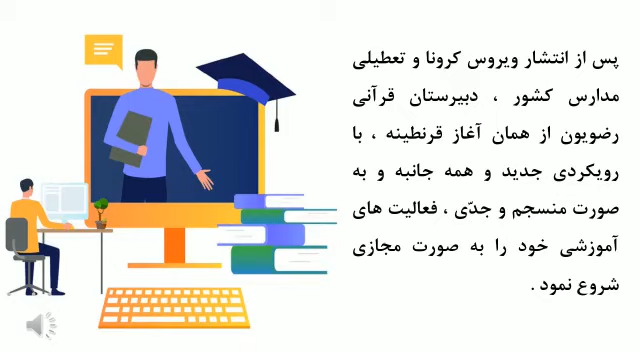 پس از انتشار ویروس کرونا و تعطیلی
مدارس کشور ، دبیرستان قرآنی
رضویون از همان آغاز قرنطینه ، با
رویکردی جدید و همه جانبه و به
صورت منسجم و جدّی ، فعالیت های
آموزشی خود را به صورت مجازی
شروع نمود .